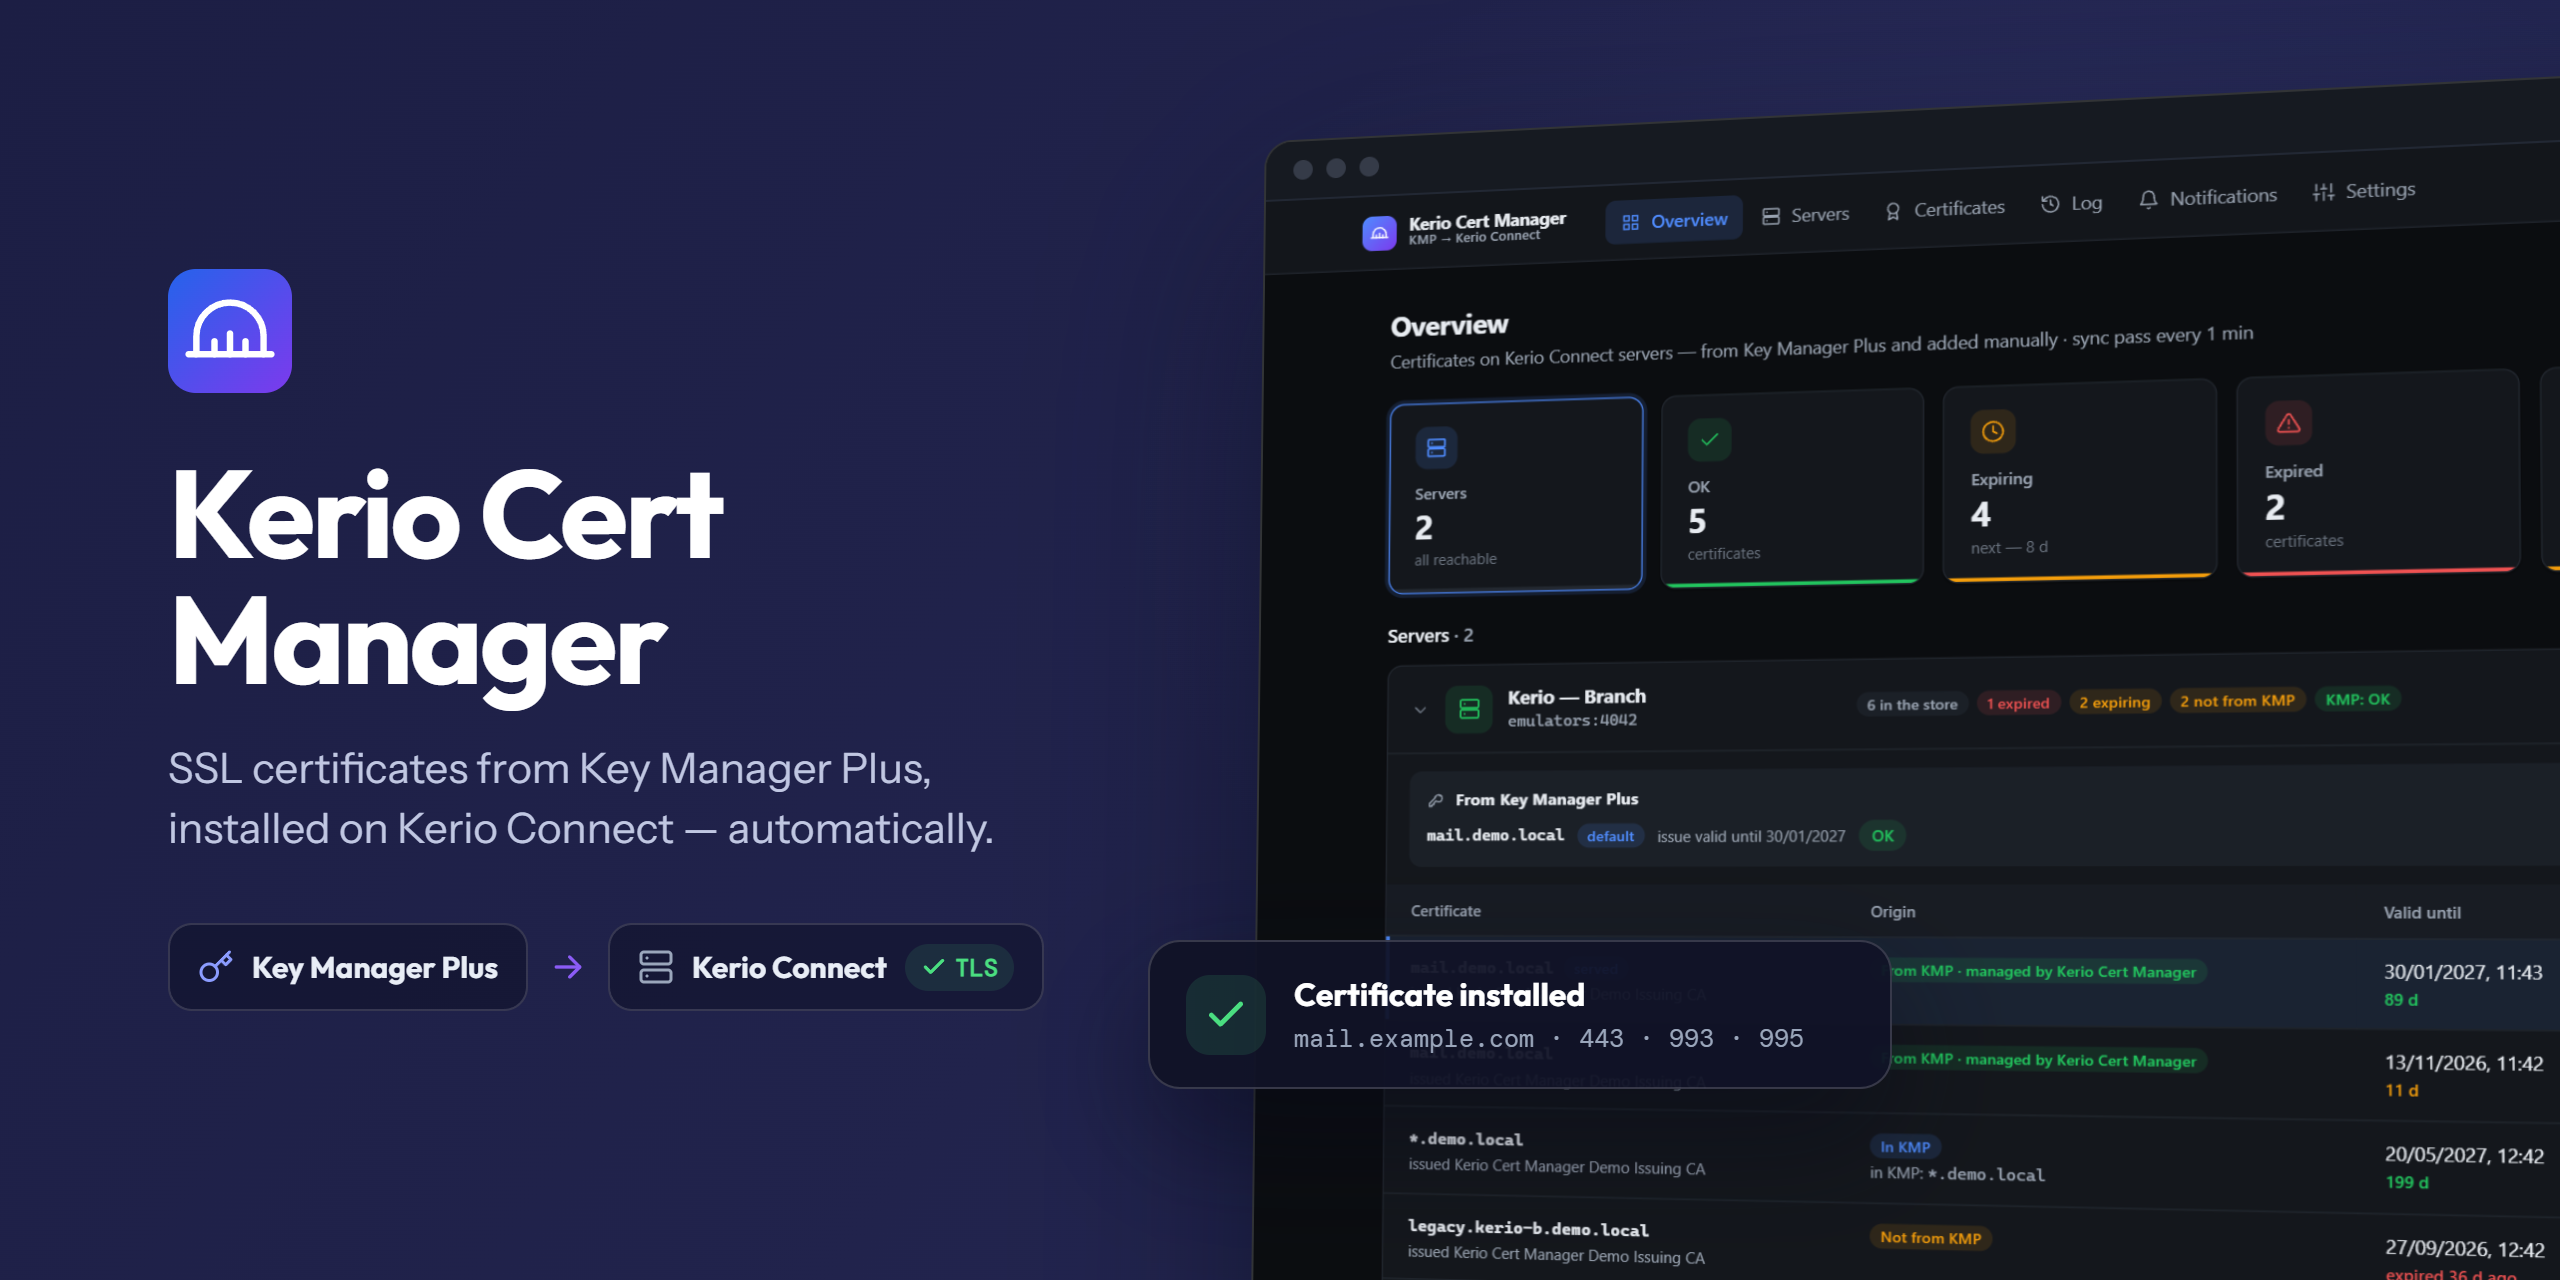 Kerio Cert
Manager
SSL certificates from Key Manager Plus,
installed on Kerio Connect — automatically.
Key Manager Plus → Kerio Connect ✓ TLS
Kerio Cert Manager
KMP → Kerio Connect
Overview Servers Certificates Log Notifications Settings
Overview
Certificates on Kerio Connect servers — from Key Manager Plus and added manually · sync pass every 1 min
Servers
2
all reachable
OK
5
certificates
Expiring
4
next — 8 d
Expired
2
certificates
Servers · 2
Kerio — Branch
emulators:4042
6 in the store 1 expired 2 expiring 2 not from KMP KMP: OK
From Key Manager Plus
mail.demo.local default issue valid until 30/01/2027 OK
Certificate Origin Valid until
Certificate installed
mail.example.com · 443 · 993 · 995
from KMP · managed by Kerio Cert Manager
30/01/2027, 11:43
89 d
from KMP · managed by Kerio Cert Manager
13/11/2026, 11:42
11 d
*.demo.local
issued Kerio Cert Manager Demo Issuing CA
In KMP
in KMP: *.demo.local
20/05/2027, 12:42
199 d
legacy.kerio-b.demo.local
issued Kerio Cert Manager Demo Issuing CA
Not from KMP
27/09/2026, 12:42
expired 36 d ago